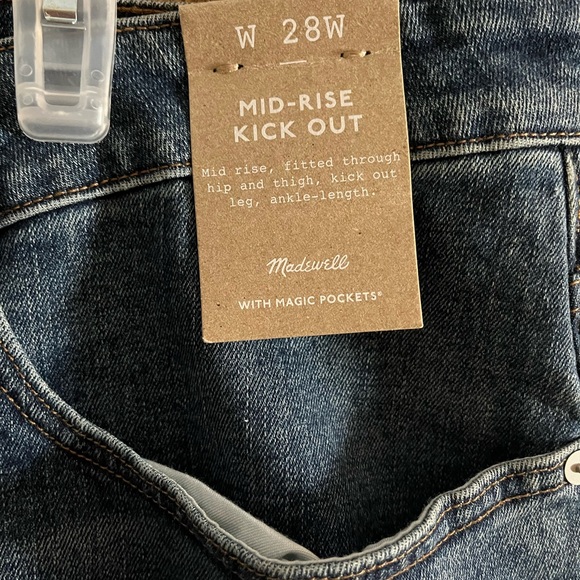 W 28W
MID-RISE
KICK OUT
Mid rise, fitted through
hip and thigh, kick out
leg, ankle-length.
Madewell
WITH MAGIC POCKETS®